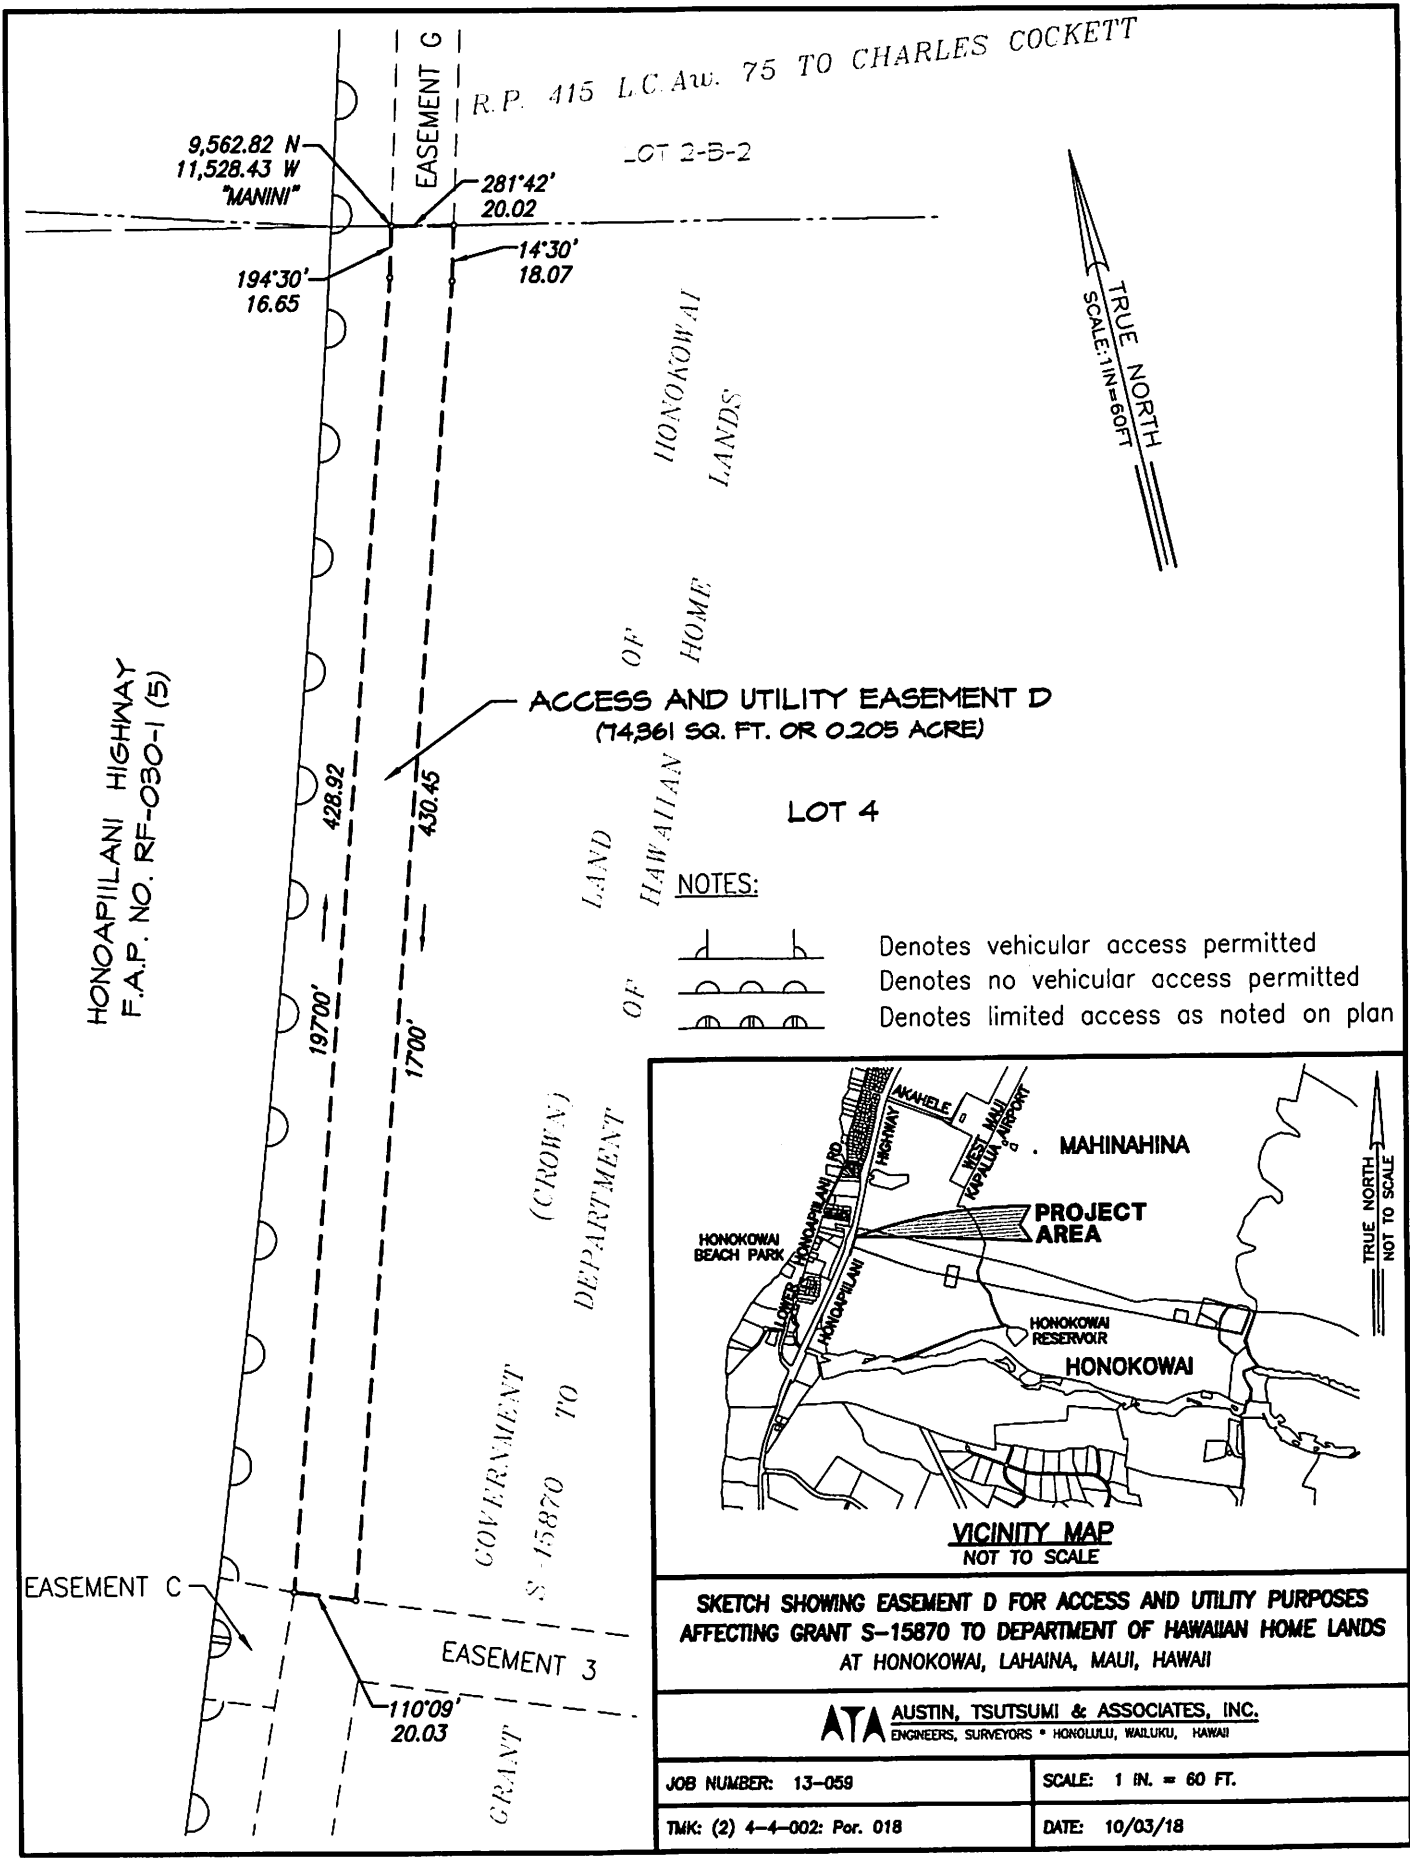 R.P. 415 L.C.Aw. 75 TO CHARLES COCKETT
EASEMENT G
LOT 2-B-2
9,562.82 N
11,528.43 W
"MANINI"
281°42'
20.02
194°30'
16.65
14°30'
18.07
TRUE NORTH
SCALE:1IN=60FT
HONOKOWAI
LANDS
OF
HOME
LAND
HAWAIIAN
OF
(CROWN)
DEPARTMENT
GOVERNMENT
TO
S-15870
GRANT
HONOAPIILANI HIGHWAY
F.A.P. NO. RF-030-1 (5)
ACCESS AND UTILITY EASEMENT D
(74,361 SQ. FT. OR 0.205 ACRE)
LOT 4
428.92
430.45
197°00'
17°00'
NOTES:
Denotes vehicular access permitted
Denotes no vehicular access permitted
Denotes limited access as noted on plan
EASEMENT C
EASEMENT 3
110°09'
20.03
AKAHELE
HIGHWAY
WEST MAUI
KAPALUA AIRPORT
MAHINAHINA
LOWER HONOAPIILANI RD
PROJECT
AREA
HONOKOWAI
BEACH PARK
HONOAPIILANI
HONOKOWAI
RESERVOIR
HONOKOWAI
TRUE NORTH
NOT TO SCALE
VICINITY MAP
NOT TO SCALE
SKETCH SHOWING EASEMENT D FOR ACCESS AND UTILITY PURPOSES
AFFECTING GRANT S-15870 TO DEPARTMENT OF HAWAIIAN HOME LANDS
AT HONOKOWAI, LAHAINA, MAUI, HAWAII
ATA AUSTIN, TSUTSUMI & ASSOCIATES, INC.
ENGINEERS, SURVEYORS • HONOLULU, WAILUKU, HAWAII
JOB NUMBER: 13-059
SCALE: 1 IN. = 60 FT.
TMK: (2) 4-4-002: Por. 018
DATE: 10/03/18